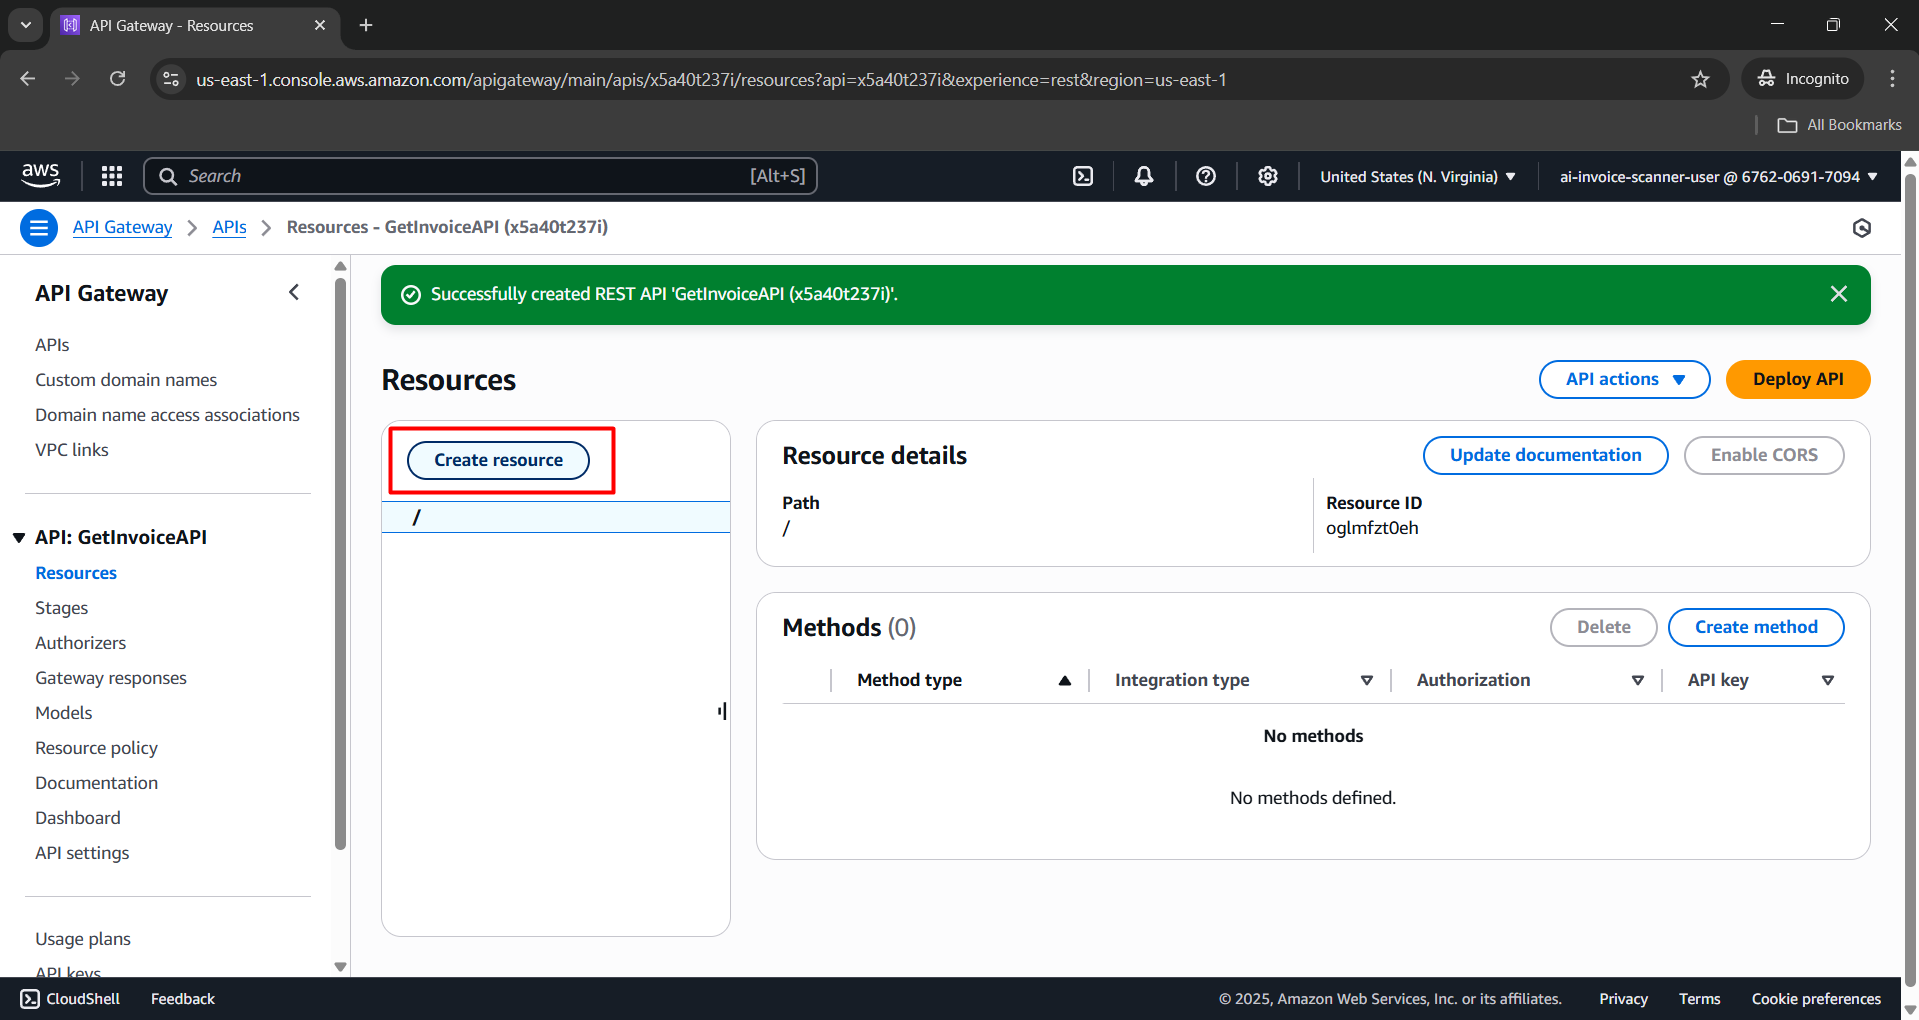 API Gateway - Resources
us-east-1.console.aws.amazon.com/apigateway/main/apis/x5a40t237i/resources?api=x5a40t237i&experience=rest&region=us-east-1
Incognito
All Bookmarks
aws
Search
[Alt+S]
United States (N. Virginia)
ai-invoice-scanner-user @ 6762-0691-7094
API Gateway
APIs
Resources - GetInvoiceAPI (x5a40t237i)
API Gateway
APIs
Custom domain names
Domain name access associations
VPC links
API: GetInvoiceAPI
Resources
Stages
Authorizers
Gateway responses
Models
Resource policy
Documentation
Dashboard
API settings
Usage plans
API keys
Successfully created REST API 'GetInvoiceAPI (x5a40t237i)'.
Resources
API actions
Deploy API
Create resource
/
Resource details
Update documentation
Enable CORS
Path
/
Resource ID
oglmfzt0eh
Methods (0)
Delete
Create method
Method type
Integration type
Authorization
API key
No methods
No methods defined.
CloudShell
Feedback
© 2025, Amazon Web Services, Inc. or its affiliates.
Privacy
Terms
Cookie preferences